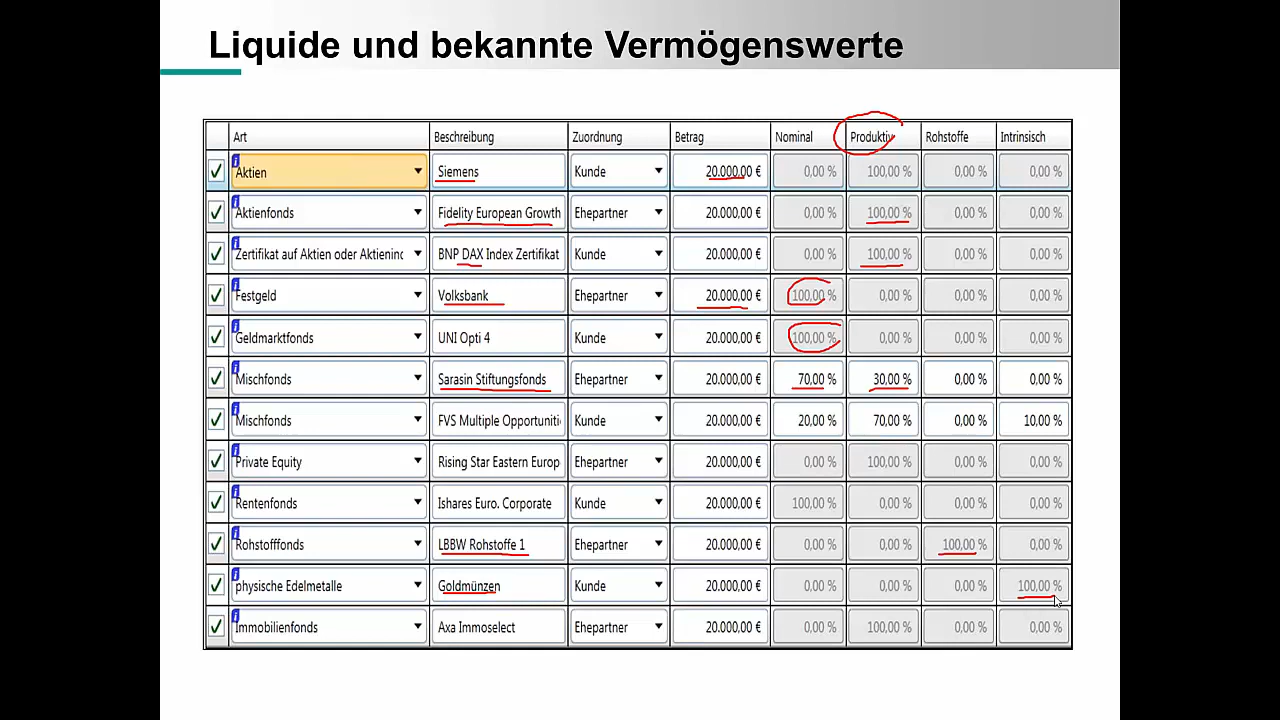 Liquide und bekannte Vermögenswerte
Art Beschreibung Zuordnung Betrag Nominal Produktiv Rohstoffe Intrinsisch
Aktien Siemens Kunde 20.000,00 € 0,00 % 100,00 % 0,00 % 0,00 %
Aktienfonds Fidelity European Growth Ehepartner 20.000,00 € 0,00 % 100,00 % 0,00 % 0,00 %
Zertifikat auf Aktien oder Aktieninc BNP DAX Index Zertifikat Kunde 20.000,00 € 0,00 % 100,00 % 0,00 % 0,00 %
Festgeld Volksbank Ehepartner 20.000,00 € 100,00 % 0,00 % 0,00 % 0,00 %
Geldmarktfonds UNI Opti 4 Kunde 20.000,00 € 100,00 % 0,00 % 0,00 % 0,00 %
Mischfonds Sarasin Stiftungsfonds Ehepartner 20.000,00 € 70,00 % 30,00 % 0,00 % 0,00 %
Mischfonds FVS Multiple Opportuniti Kunde 20.000,00 € 20,00 % 70,00 % 0,00 % 10,00 %
Private Equity Rising Star Eastern Europ Ehepartner 20.000,00 € 0,00 % 100,00 % 0,00 % 0,00 %
Rentenfonds Ishares Euro. Corporate Kunde 20.000,00 € 100,00 % 0,00 % 0,00 % 0,00 %
Rohstofffonds LBBW Rohstoffe 1 Ehepartner 20.000,00 € 0,00 % 0,00 % 100,00 % 0,00 %
physische Edelmetalle Goldmünzen Kunde 20.000,00 € 0,00 % 0,00 % 0,00 % 100,00 %
Immobilienfonds Axa Immoselect Ehepartner 20.000,00 € 0,00 % 100,00 % 0,00 % 0,00 %